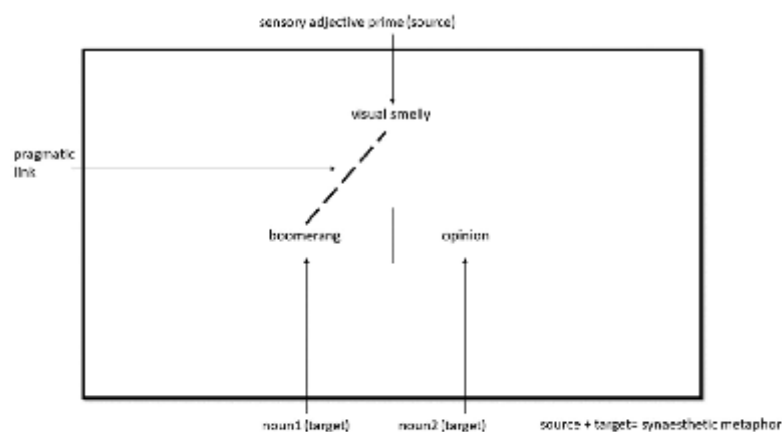 sensory adjective prime (source)
visual smelly
pragmatic
link
boomerang
opinion
noun1 (target)
noun2 (target)
source + target= synaesthetic metaphor